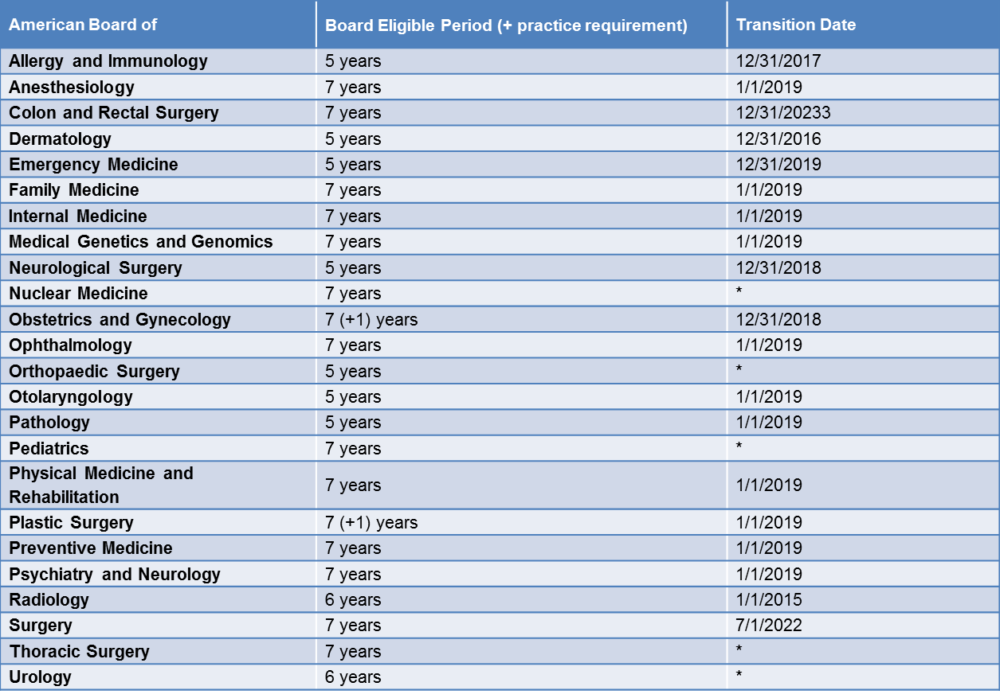 American Board of Board Eligible Period (+ practice requirement) Transition Date
Allergy and Immunology 5 years 12/31/2017
Anesthesiology 7 years 1/1/2019
Colon and Rectal Surgery 7 years 12/31/20233
Dermatology 5 years 12/31/2016
Emergency Medicine 5 years 12/31/2019
Family Medicine 7 years 1/1/2019
Internal Medicine 7 years 1/1/2019
Medical Genetics and Genomics 7 years 1/1/2019
Neurological Surgery 5 years 12/31/2018
Nuclear Medicine 7 years *
Obstetrics and Gynecology 7 (+1) years 12/31/2018
Ophthalmology 7 years 1/1/2019
Orthopaedic Surgery 5 years *
Otolaryngology 5 years 1/1/2019
Pathology 5 years 1/1/2019
Pediatrics 7 years *
Physical Medicine and
Rehabilitation 7 years 1/1/2019
Plastic Surgery 7 (+1) years 1/1/2019
Preventive Medicine 7 years 1/1/2019
Psychiatry and Neurology 7 years 1/1/2019
Radiology 6 years 1/1/2015
Surgery 7 years 7/1/2022
Thoracic Surgery 7 years *
Urology 6 years *